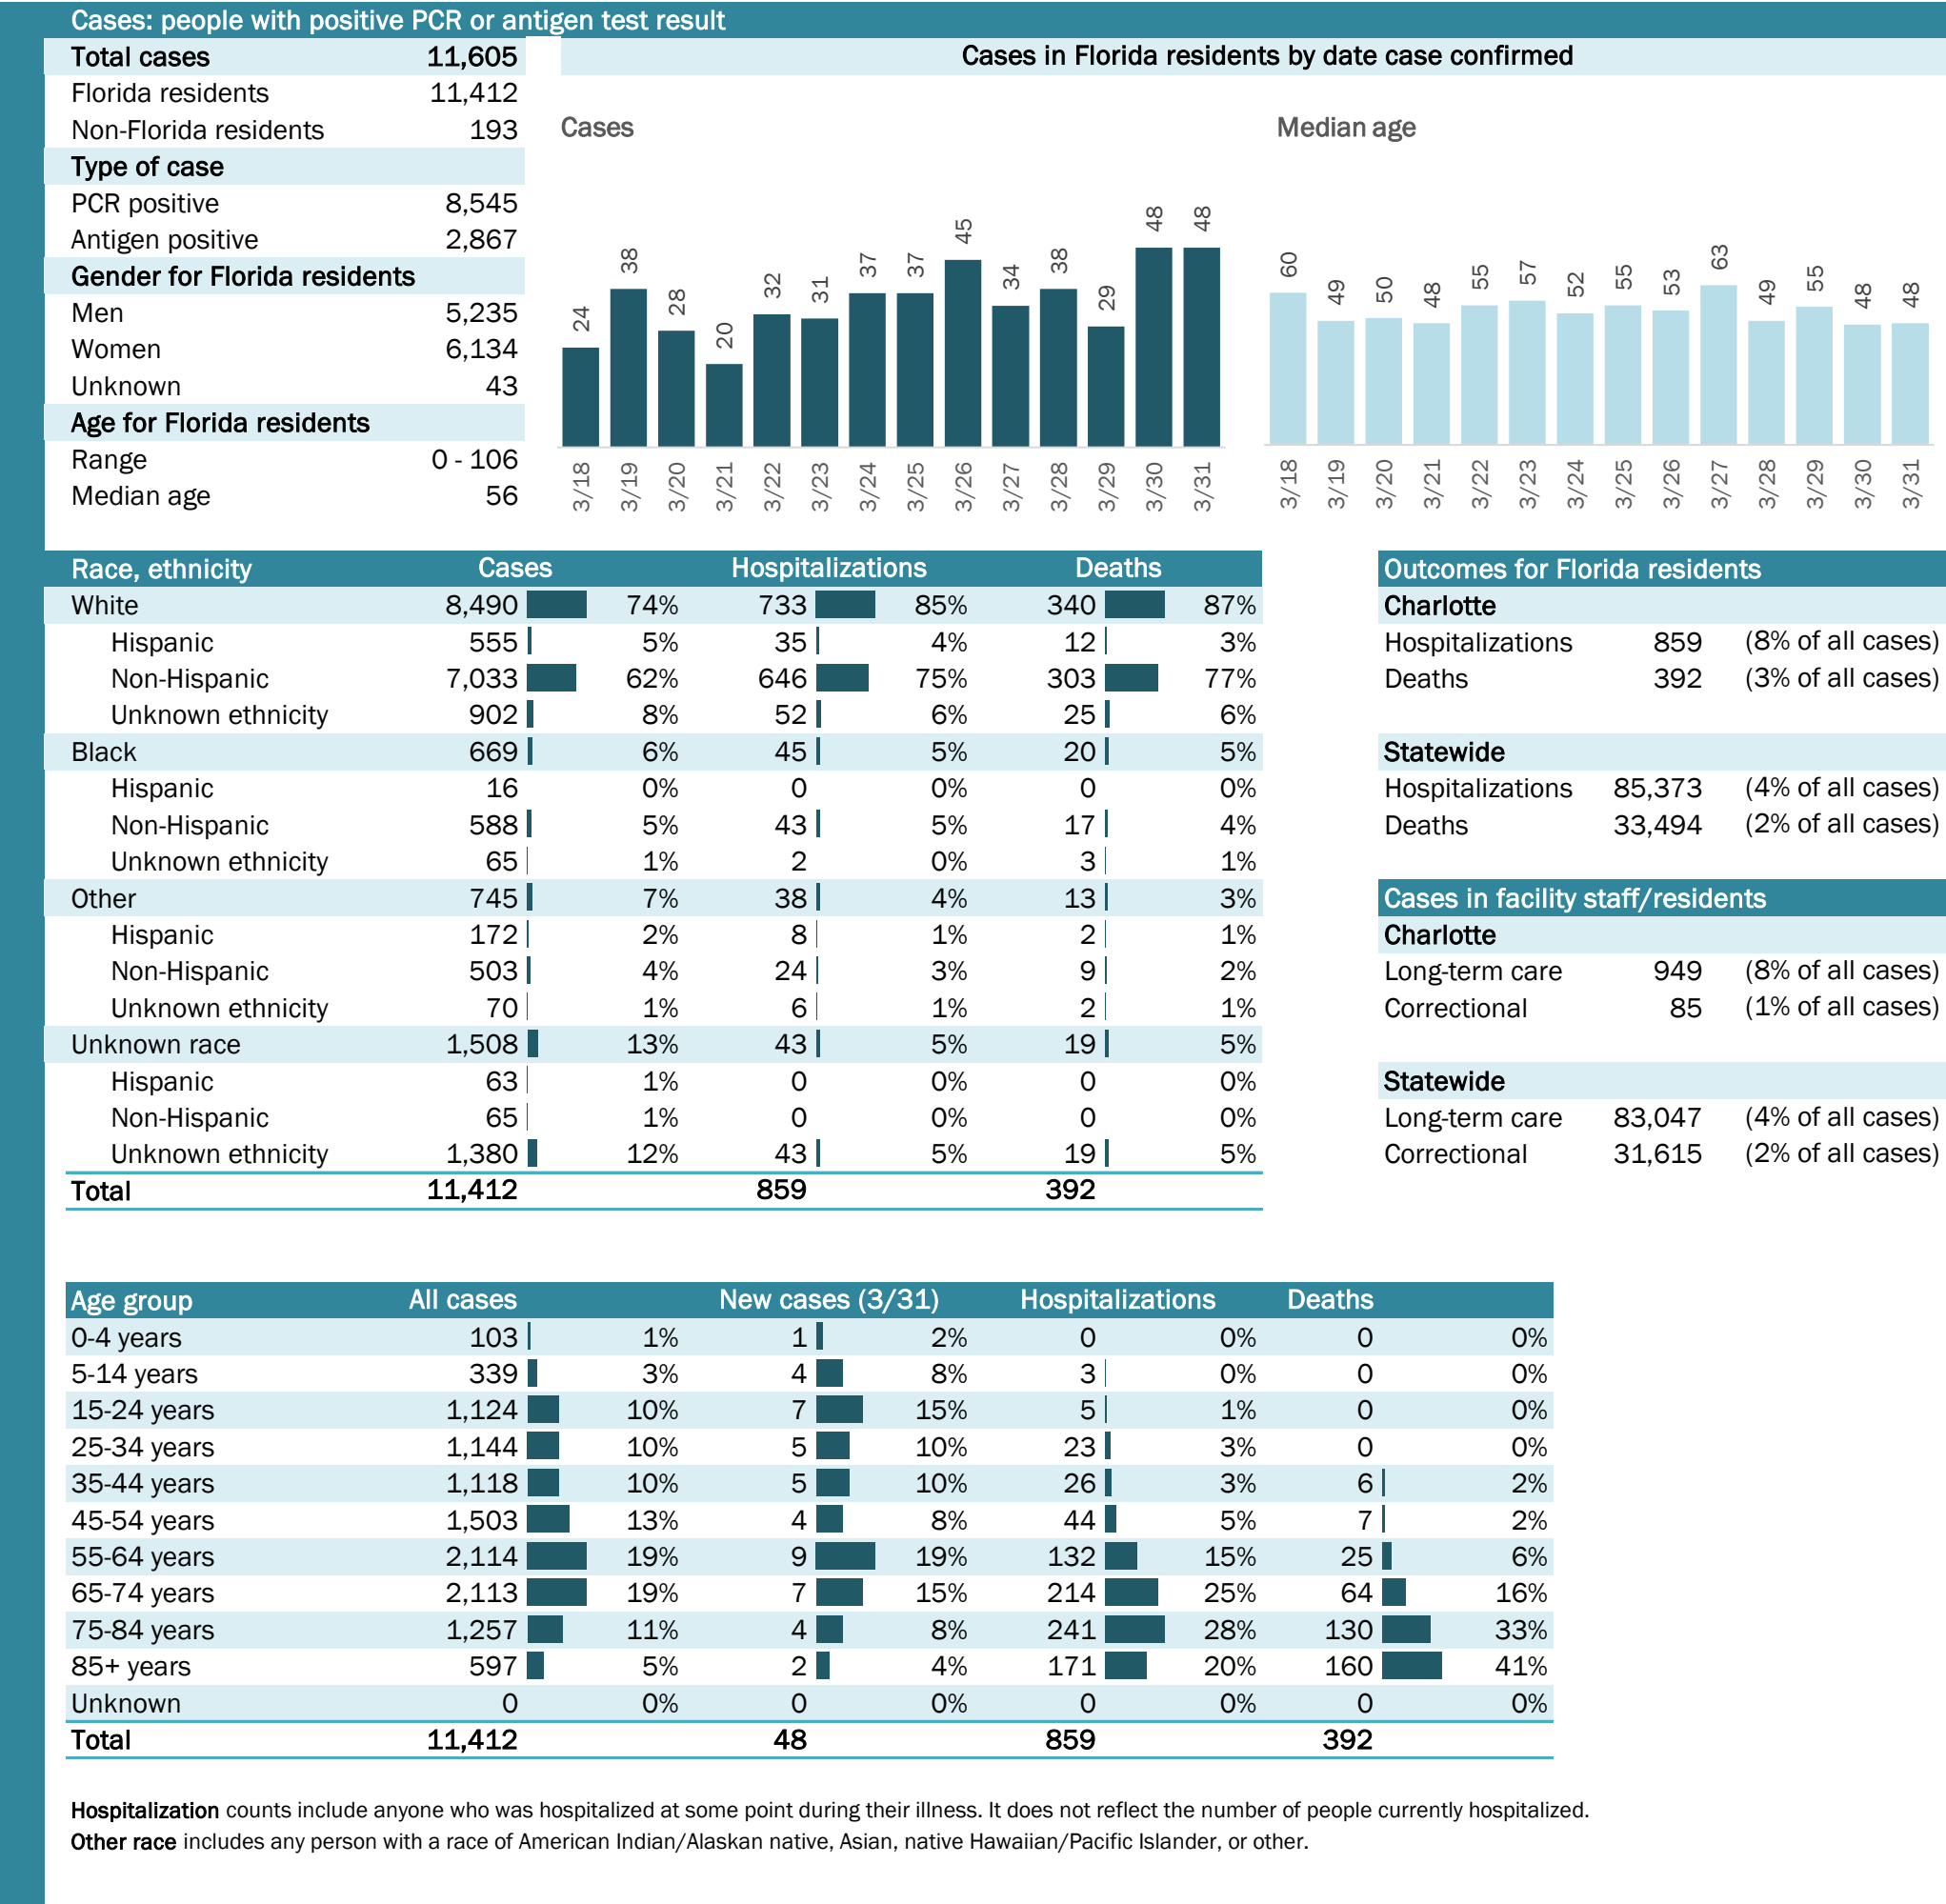 Cases: people with positive PCR or antigen test result
Total cases 11,605
Florida residents 11,412
Non-Florida residents 193
Type of case
PCR positive 8,545
Antigen positive 2,867
Gender for Florida residents
Men 5,235
Women 6,134
Unknown 43
Age for Florida residents
Range 0 - 106
Median age 56
Cases in Florida residents by date case confirmed
Cases
24 38 28 20 32 31 37 37 45 34 38 29 48 48
3/18 3/19 3/20 3/21 3/22 3/23 3/24 3/25 3/26 3/27 3/28 3/29 3/30 3/31
Median age
60 49 50 48 55 57 52 55 53 63 49 55 48 48
3/18 3/19 3/20 3/21 3/22 3/23 3/24 3/25 3/26 3/27 3/28 3/29 3/30 3/31
Race, ethnicity Cases Hospitalizations Deaths
White 8,490 74% 733 85% 340 87%
Hispanic 555 5% 35 4% 12 3%
Non-Hispanic 7,033 62% 646 75% 303 77%
Unknown ethnicity 902 8% 52 6% 25 6%
Black 669 6% 45 5% 20 5%
Hispanic 16 0% 0 0% 0 0%
Non-Hispanic 588 5% 43 5% 17 4%
Unknown ethnicity 65 1% 2 0% 3 1%
Other 745 7% 38 4% 13 3%
Hispanic 172 2% 8 1% 2 1%
Non-Hispanic 503 4% 24 3% 9 2%
Unknown ethnicity 70 1% 6 1% 2 1%
Unknown race 1,508 13% 43 5% 19 5%
Hispanic 63 1% 0 0% 0 0%
Non-Hispanic 65 1% 0 0% 0 0%
Unknown ethnicity 1,380 12% 43 5% 19 5%
Total 11,412 859 392
Outcomes for Florida residents
Charlotte
Hospitalizations 859 (8% of all cases)
Deaths 392 (3% of all cases)
Statewide
Hospitalizations 85,373 (4% of all cases)
Deaths 33,494 (2% of all cases)
Cases in facility staff/residents
Charlotte
Long-term care 949 (8% of all cases)
Correctional 85 (1% of all cases)
Statewide
Long-term care 83,047 (4% of all cases)
Correctional 31,615 (2% of all cases)
Age group All cases New cases (3/31) Hospitalizations Deaths
0-4 years 103 1% 1 2% 0 0% 0 0%
5-14 years 339 3% 4 8% 3 0% 0 0%
15-24 years 1,124 10% 7 15% 5 1% 0 0%
25-34 years 1,144 10% 5 10% 23 3% 0 0%
35-44 years 1,118 10% 5 10% 26 3% 6 2%
45-54 years 1,503 13% 4 8% 44 5% 7 2%
55-64 years 2,114 19% 9 19% 132 15% 25 6%
65-74 years 2,113 19% 7 15% 214 25% 64 16%
75-84 years 1,257 11% 4 8% 241 28% 130 33%
85+ years 597 5% 2 4% 171 20% 160 41%
Unknown 0 0% 0 0% 0 0% 0 0%
Total 11,412 48 859 392
Hospitalization counts include anyone who was hospitalized at some point during their illness. It does not reflect the number of people currently hospitalized.
Other race includes any person with a race of American Indian/Alaskan native, Asian, native Hawaiian/Pacific Islander, or other.